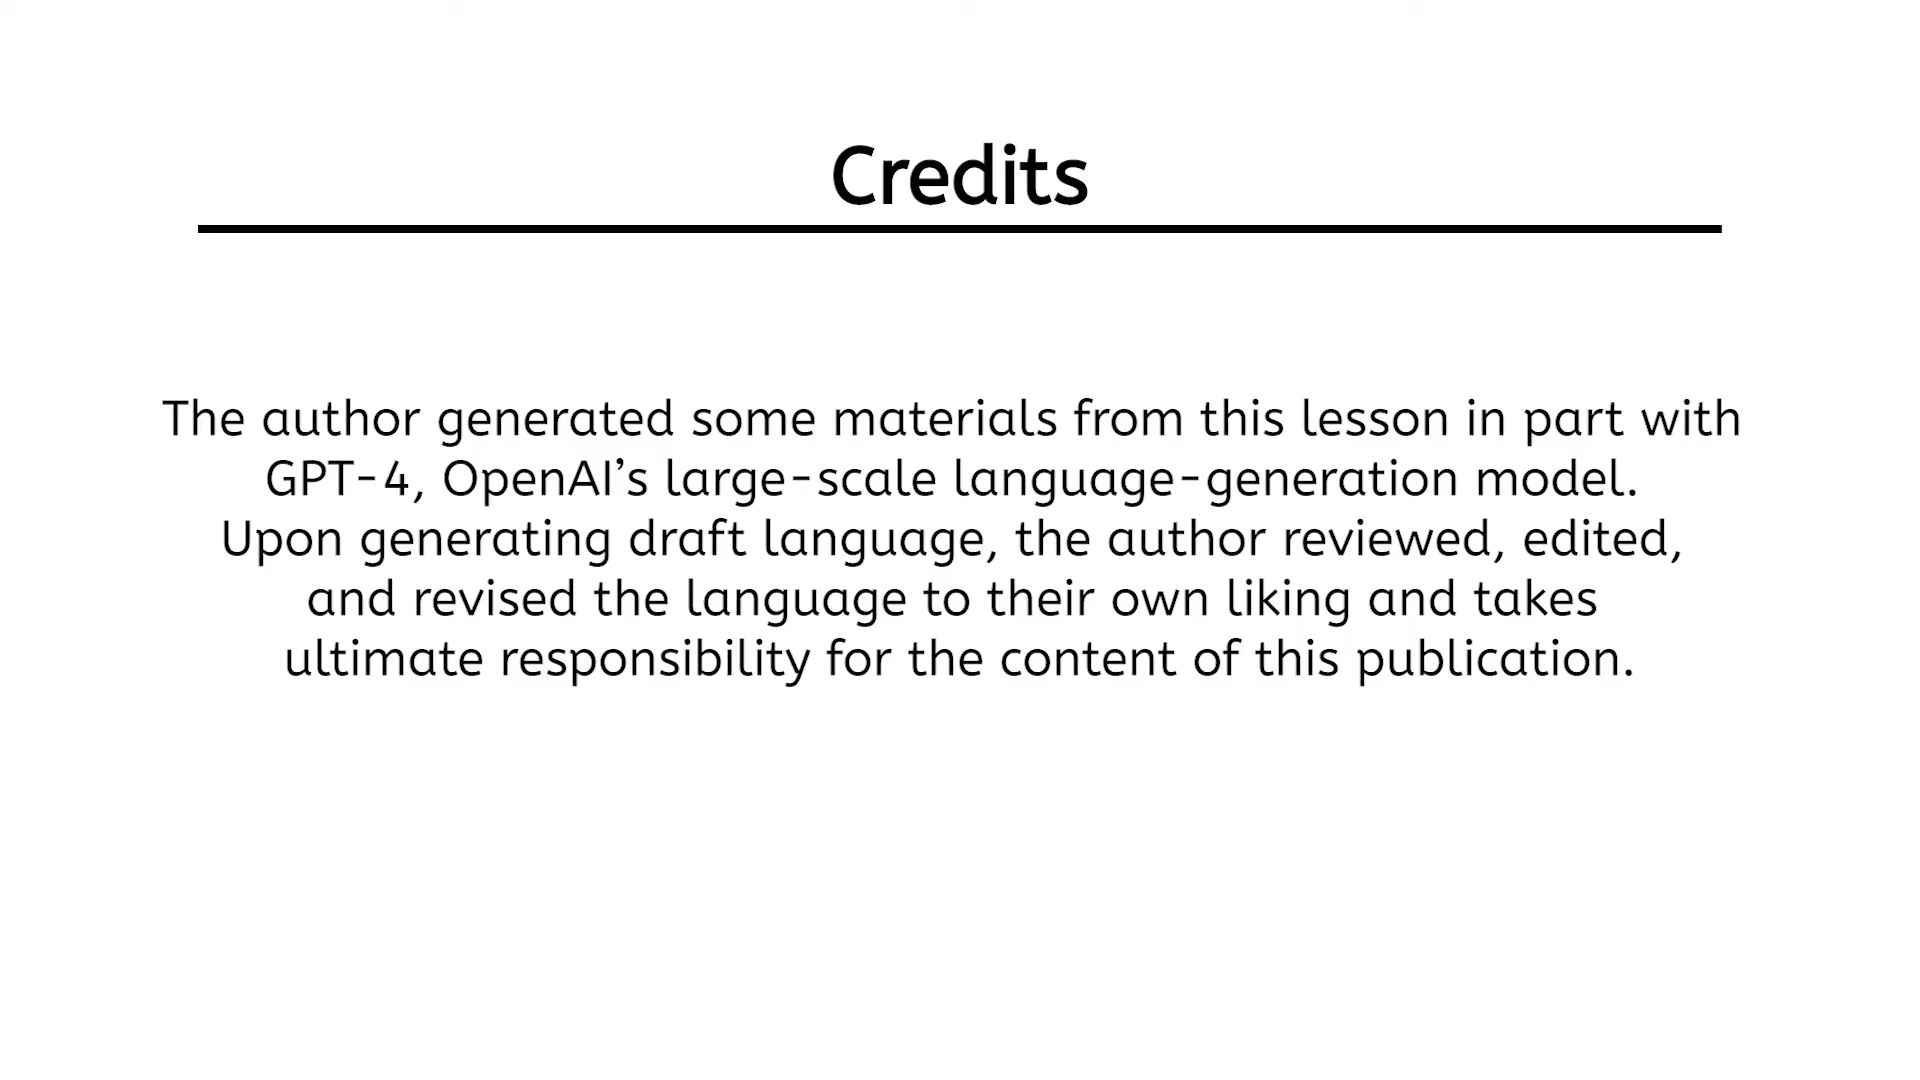 Credits
The author generated some materials from this lesson in part with
GPT-4, OpenAI’s large-scale language-generation model.
Upon generating draft language, the author reviewed, edited,
and revised the language to their own liking and takes
ultimate responsibility for the content of this publication.